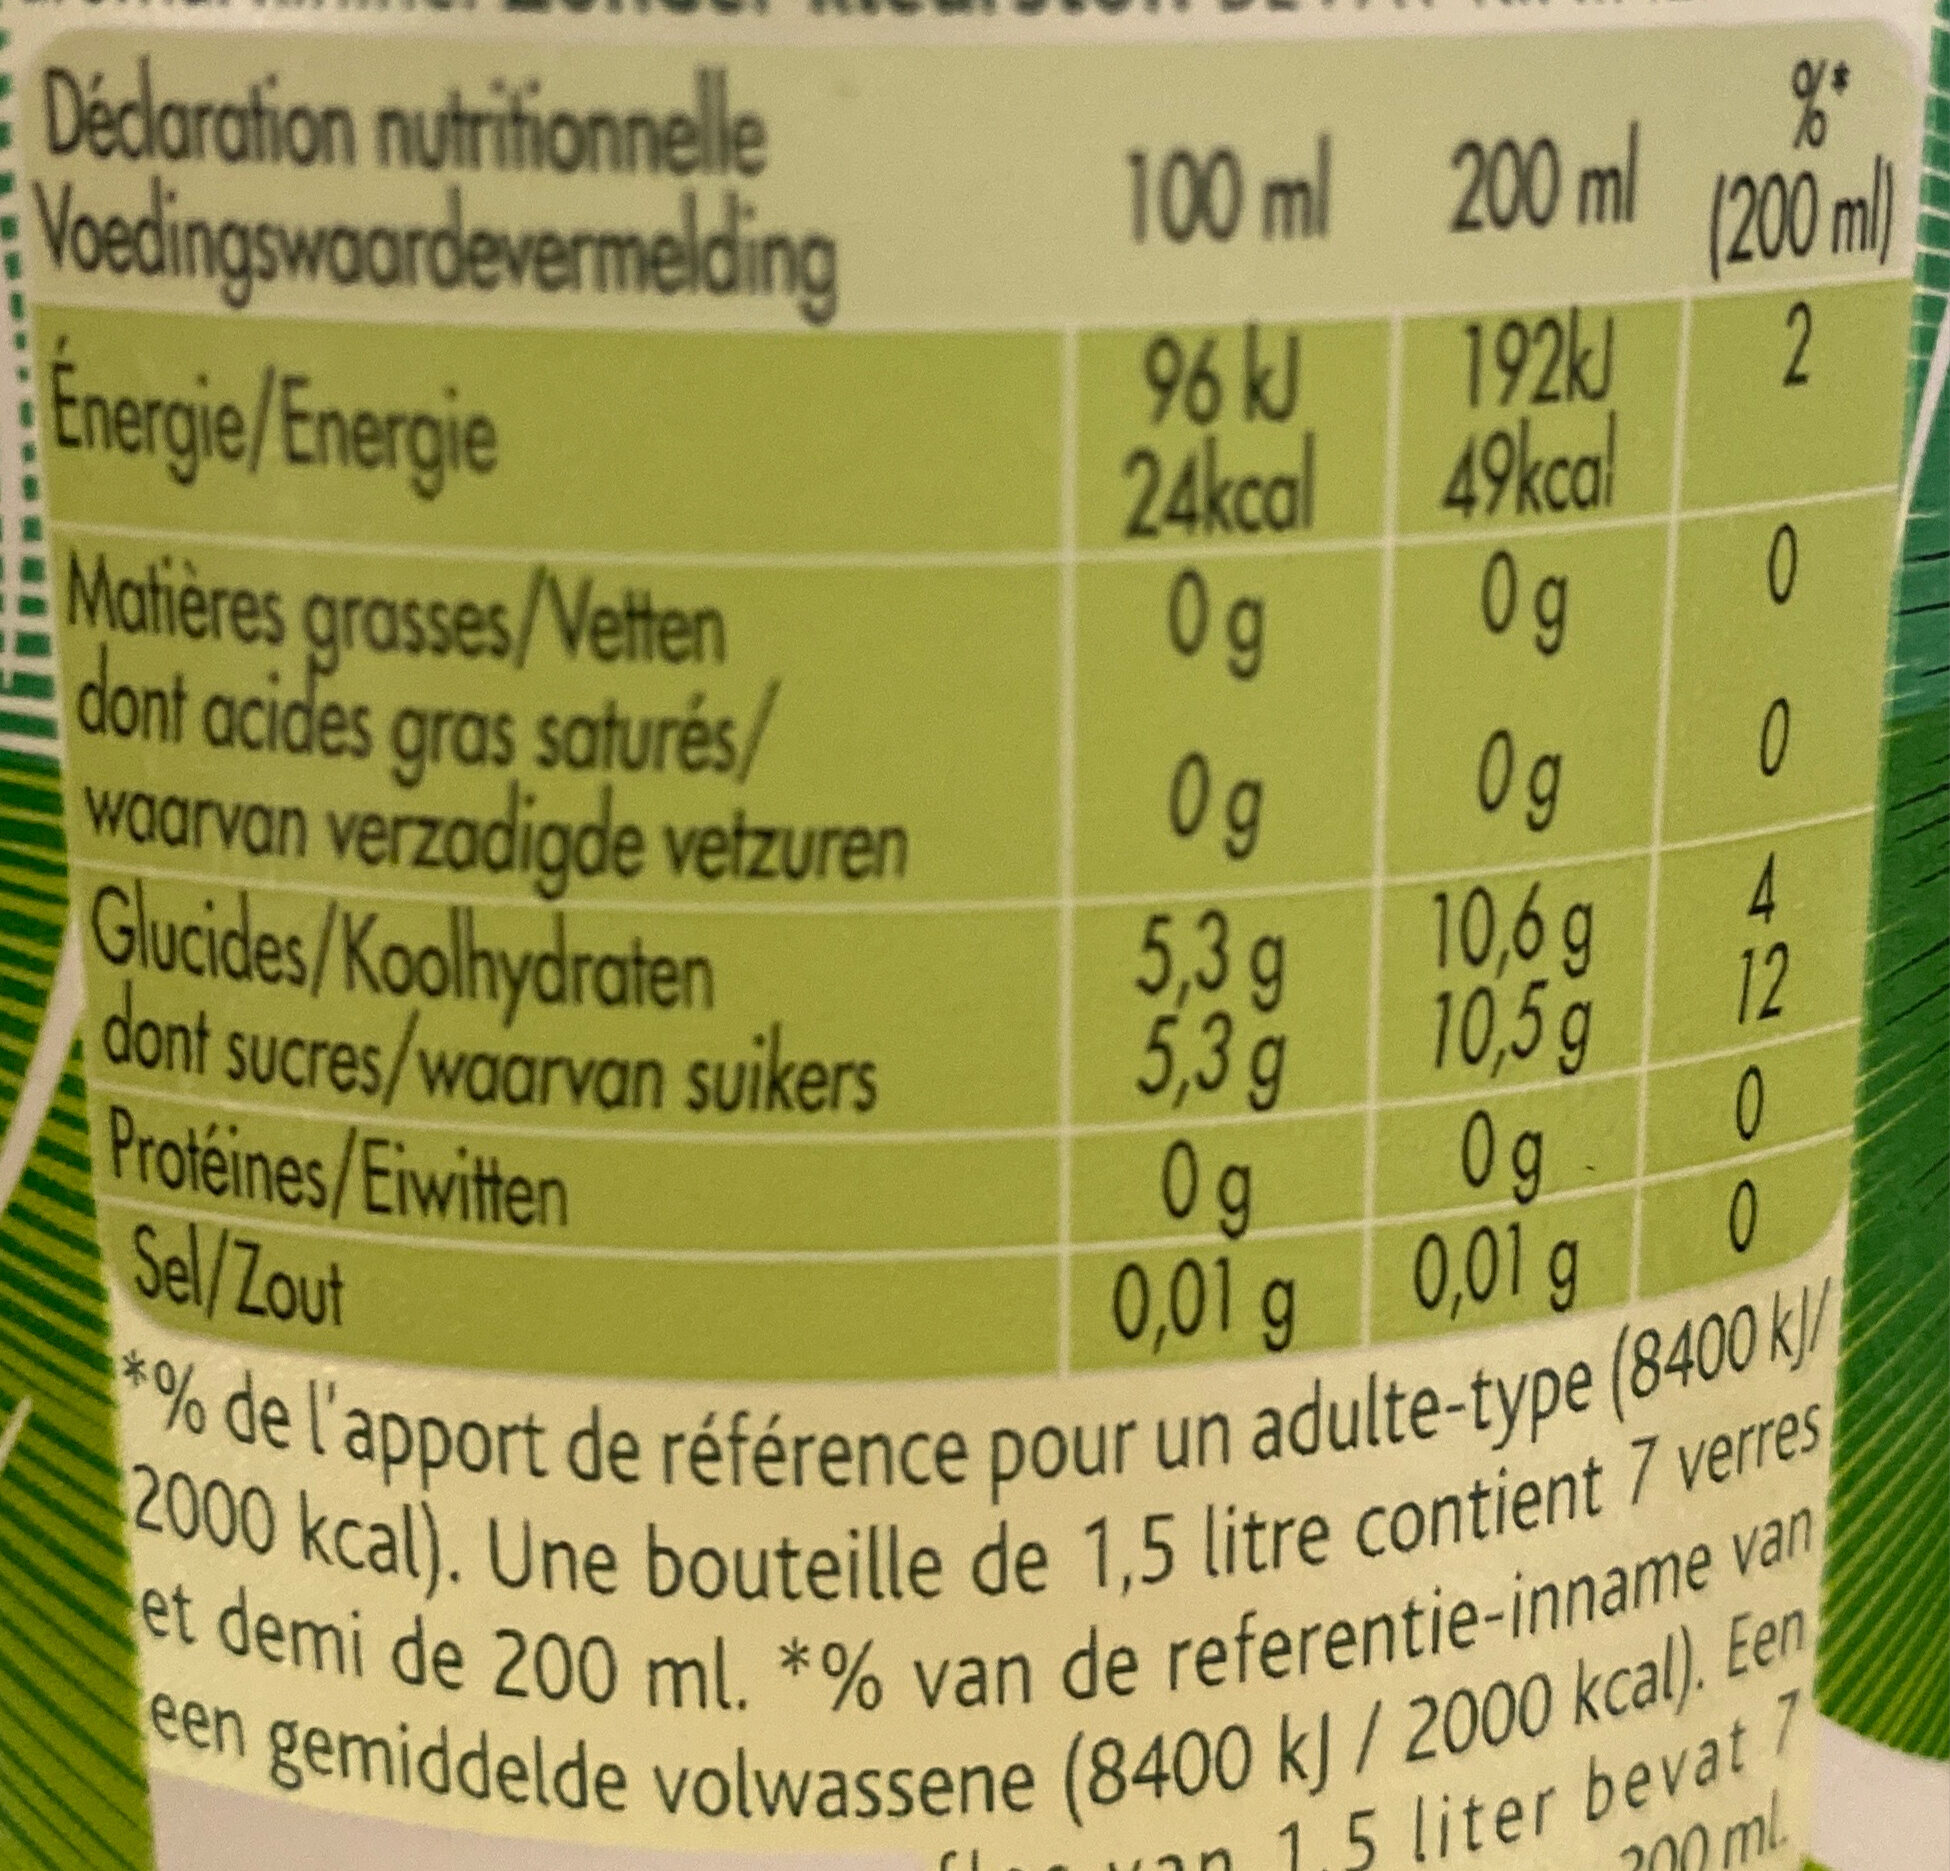 Déclaration nutritionnelle
Voedingswaardevermelding
100 ml 200 ml %* (200 ml)
Énergie/Energie 96 kJ 192kJ 2
24kcal 49kcal
Matières grasses/Vetten 0 g 0 g 0
dont acides gras saturés/
waarvan verzadigde vetzuren 0 g 0 g 0
Glucides/Koolhydraten 5,3 g 10,6 g 4
dont sucres/waarvan suikers 5,3 g 10,5 g 12
Protéines/Eiwitten 0 g 0 g 0
Sel/Zout 0,01 g 0,01 g 0
*% de l'apport de référence pour un adulte-type (8400 kJ/
2000 kcal). Une bouteille de 1,5 litre contient 7 verres
et demi de 200 ml. *% van de referentie-inname van
een gemiddelde volwassene (8400 kJ / 2000 kcal). Een
van 1,5 liter bevat 7
200 ml.